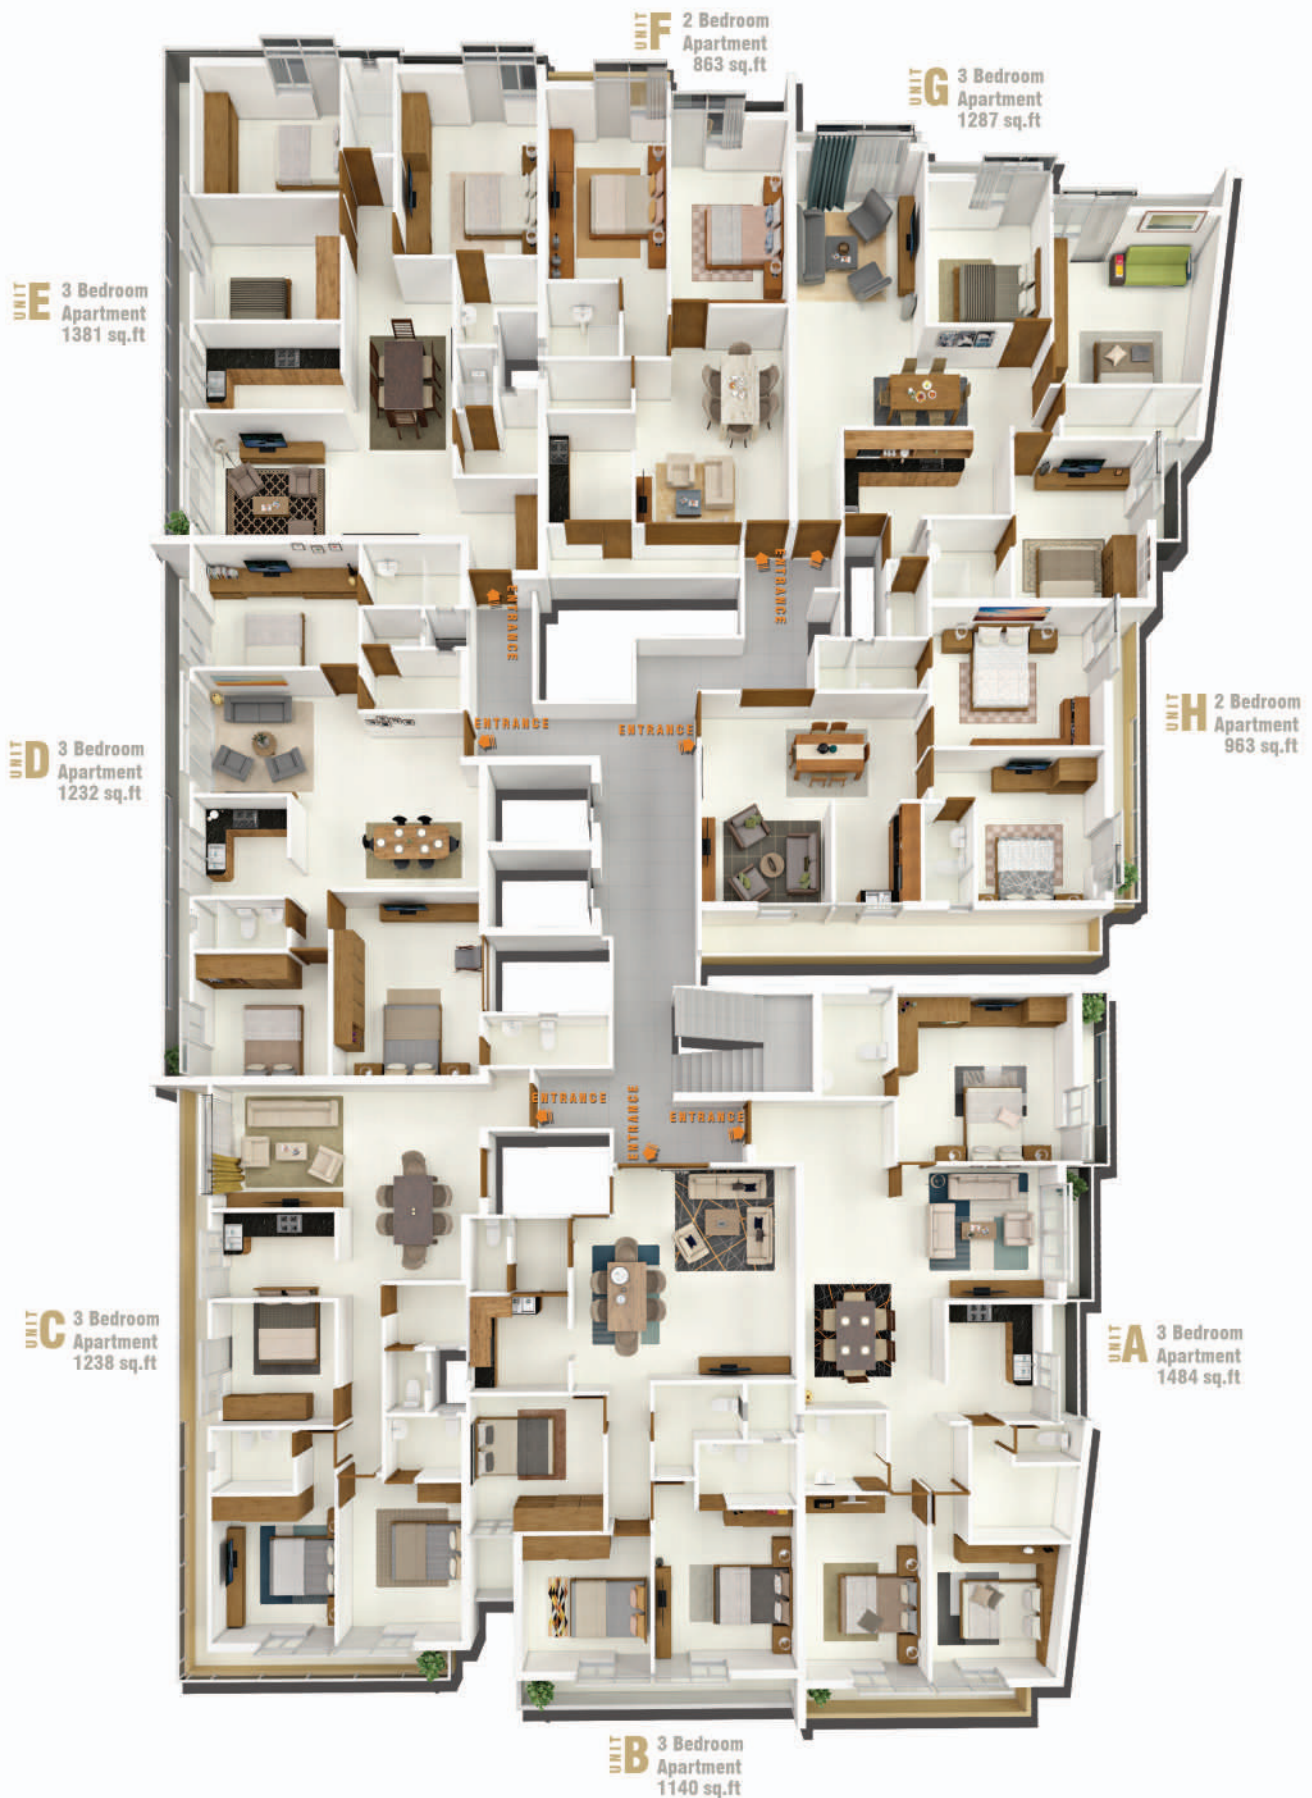 UNIT F 2 Bedroom
Apartment
863 sq.ft
UNIT G 3 Bedroom
Apartment
1287 sq.ft
UNIT E 3 Bedroom
Apartment
1381 sq.ft
ENTRANCE
ENTRANCE
UNIT H 2 Bedroom
Apartment
963 sq.ft
ENTRANCE
ENTRANCE
UNIT D 3 Bedroom
Apartment
1232 sq.ft
ENTRANCE
ENTRANCE
ENTRANCE
UNIT C 3 Bedroom
Apartment
1238 sq.ft
UNIT A 3 Bedroom
Apartment
1484 sq.ft
UNIT B 3 Bedroom
Apartment
1140 sq.ft